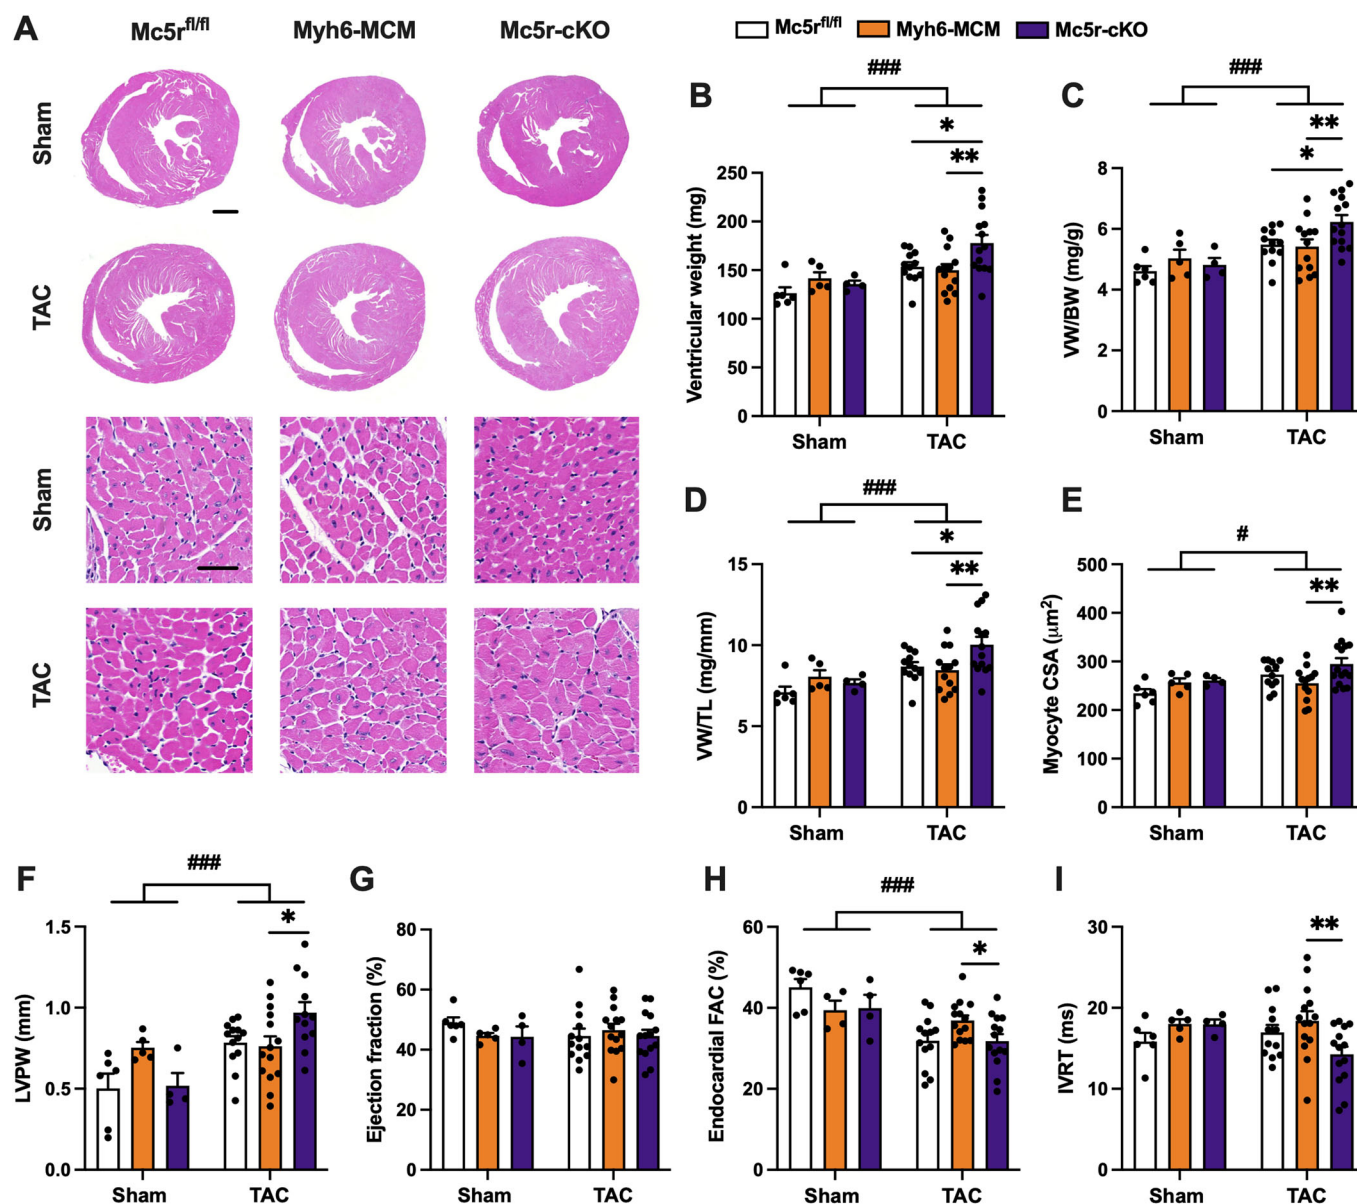 A
Mc5r^fl/fl Myh6-MCM Mc5r-cKO
Sham
TAC
Sham
TAC
Mc5r^fl/fl Myh6-MCM Mc5r-cKO
B
###
*
**
Ventricular weight (mg)
250
200
150
100
50
0
Sham TAC
C
###
**
*
VW/BW (mg/g)
8
6
4
2
0
Sham TAC
D
###
*
**
VW/TL (mg/mm)
15
10
5
0
Sham TAC
E
#
**
Myocyte CSA (μm²)
500
400
300
200
100
0
Sham TAC
F
###
*
LVPW (mm)
1.5
1.0
0.5
0.0
Sham TAC
G
Ejection fraction (%)
80
60
40
20
0
Sham TAC
H
###
*
Endocardial FAC (%)
60
40
20
0
Sham TAC
I
**
IVRT (ms)
30
20
10
0
Sham TAC